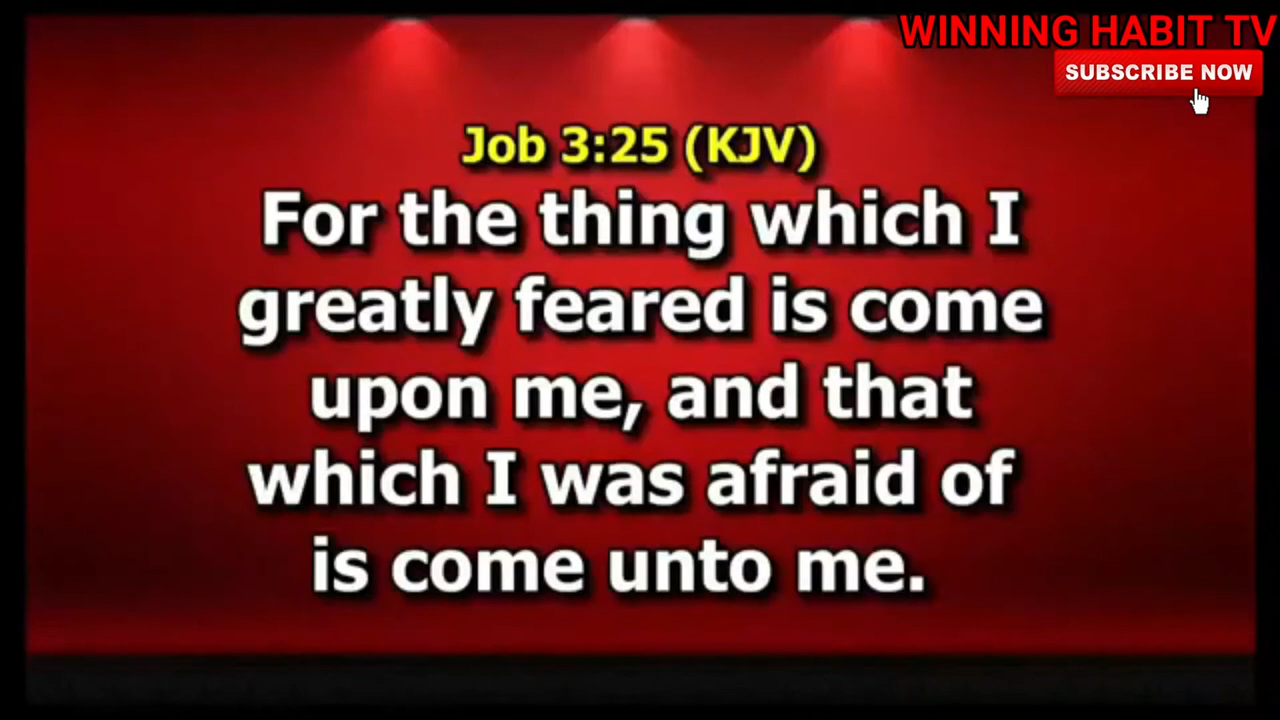 WINNING HABIT TV
SUBSCRIBE NOW
Job 3:25 (KJV)
For the thing which I
greatly feared is come
upon me, and that
which I was afraid of
is come unto me.